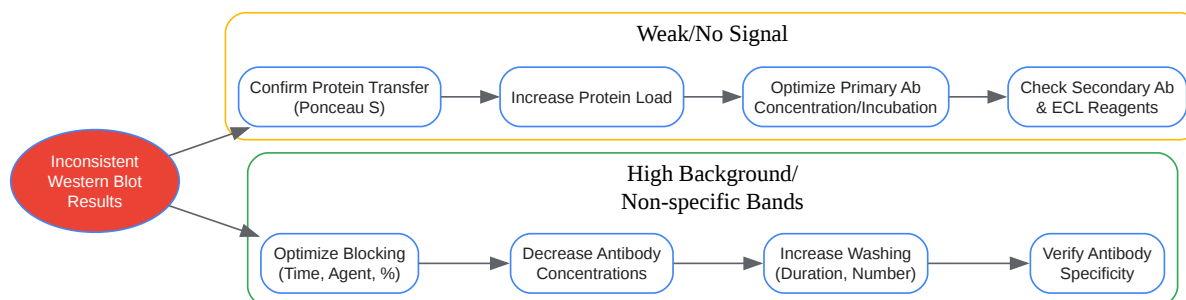 Weak/No Signal
Confirm Protein Transfer
(Ponceau S)
Increase Protein Load
Optimize Primary Ab
Concentration/Incubation
Check Secondary Ab
& ECL Reagents
Inconsistent
Western Blot
Results
High Background/
Non-specific Bands
Optimize Blocking
(Time, Agent, %)
Decrease Antibody
Concentrations
Increase Washing
(Duration, Number)
Verify Antibody
Specificity